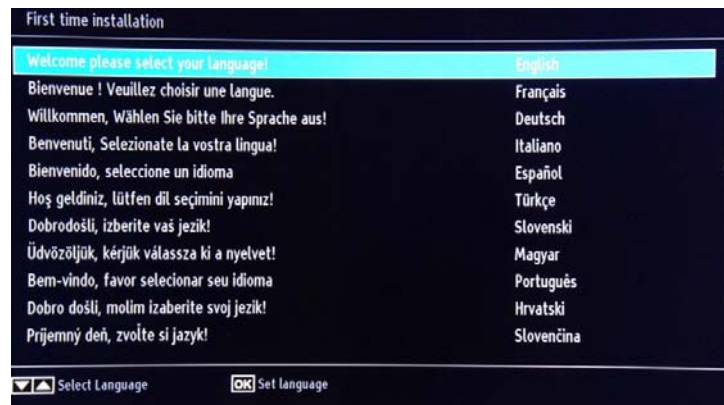 First time installation
Welcome please select your language! English
Bienvenue ! Veuillez choisir une langue. Français
Willkommen, Wählen Sie bitte Ihre Sprache aus! Deutsch
Benvenuti, Selezionate la vostra lingua! Italiano
Bienvenido, seleccione un idioma Español
Hoş geldiniz, lütfen dil seçimini yapınız! Türkçe
Dobrodošli, izberite vaš jezik! Slovenski
Üdvözöljük, kérjük válassza ki a nyelvet! Magyar
Bem-vindo, favor selecionar seu idioma Português
Dobro došli, molim izaberite svoj jezik! Hrvatski
Príjemný deň, zvoľte si jazyk! Slovenčina
Select Language OK Set language